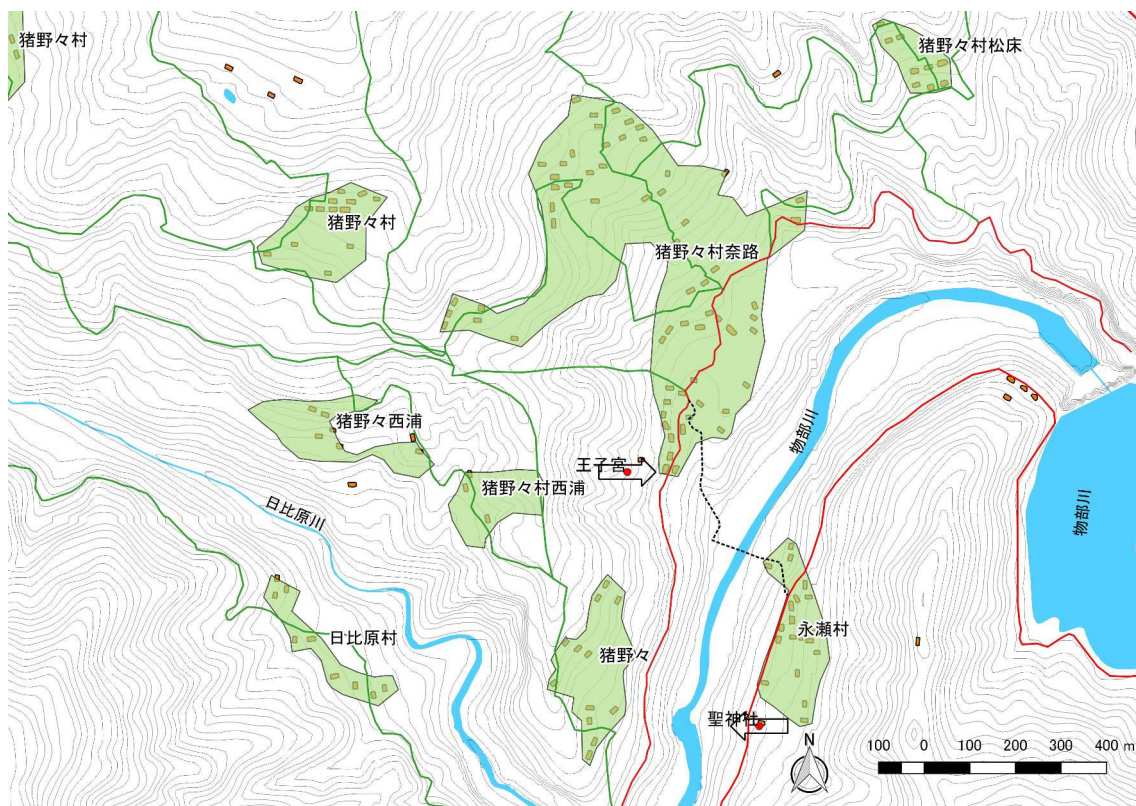 猪野々村
猪野々村松床
猪野々村
猪野々村奈路
物部川
猪野々西浦
王子宮
猪野々村西浦
日比原川
物部川
日比原村
猪野々
永瀬村
聖神社
N
100 0 100 200 300 400 m